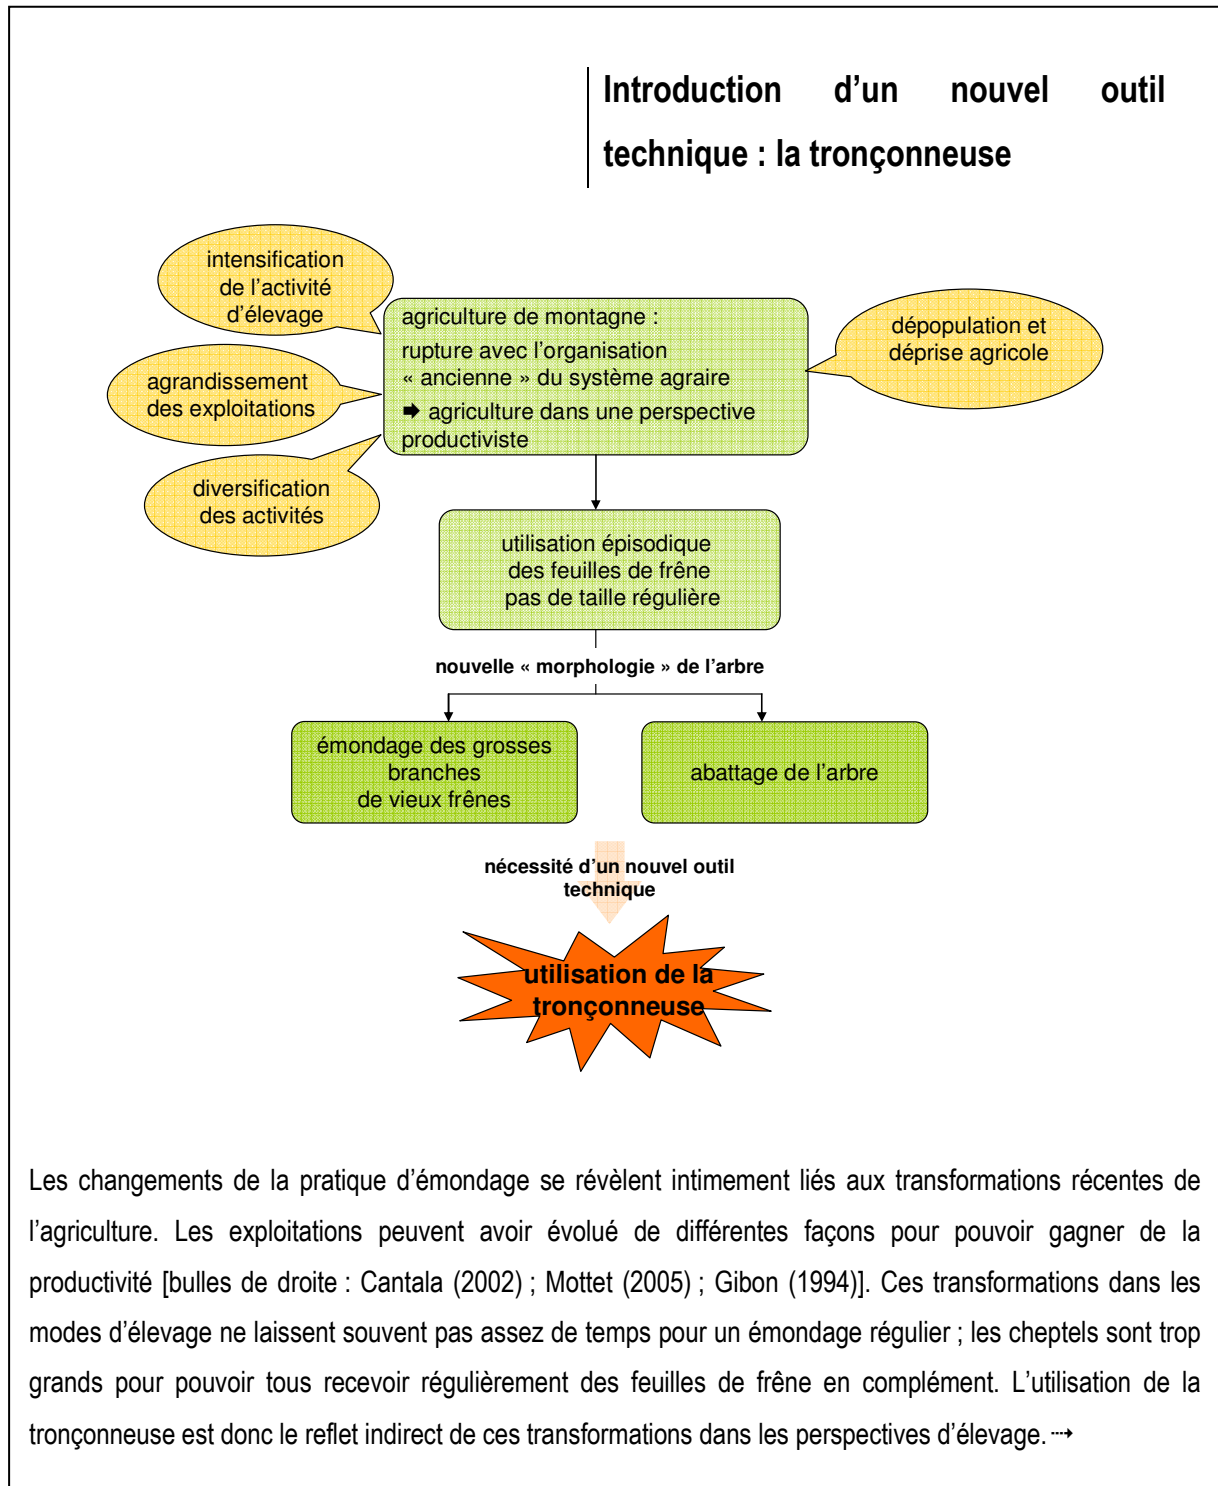 Introduction d’un nouvel outil
technique : la tronçonneuse
intensification
de l’activité
d’élevage
agrandissement
des exploitations
diversification
des activités
agriculture de montagne :
rupture avec l’organisation
« ancienne » du système agraire
➨ agriculture dans une perspective
productiviste
dépopulation et
déprise agricole
utilisation épisodique
des feuilles de frêne
pas de taille régulière
nouvelle « morphologie » de l’arbre
émondage des grosses
branches
de vieux frênes
abattage de l’arbre
nécessité d’un nouvel outil
technique
utilisation de la
tronçonneuse
Les changements de la pratique d’émondage se révèlent intimement liés aux transformations récentes de
l’agriculture. Les exploitations peuvent avoir évolué de différentes façons pour pouvoir gagner de la
productivité [bulles de droite : Cantala (2002) ; Mottet (2005) ; Gibon (1994)]. Ces transformations dans les
modes d’élevage ne laissent souvent pas assez de temps pour un émondage régulier ; les cheptels sont trop
grands pour pouvoir tous recevoir régulièrement des feuilles de frêne en complément. L’utilisation de la
tronçonneuse est donc le reflet indirect de ces transformations dans les perspectives d’élevage. ⤑